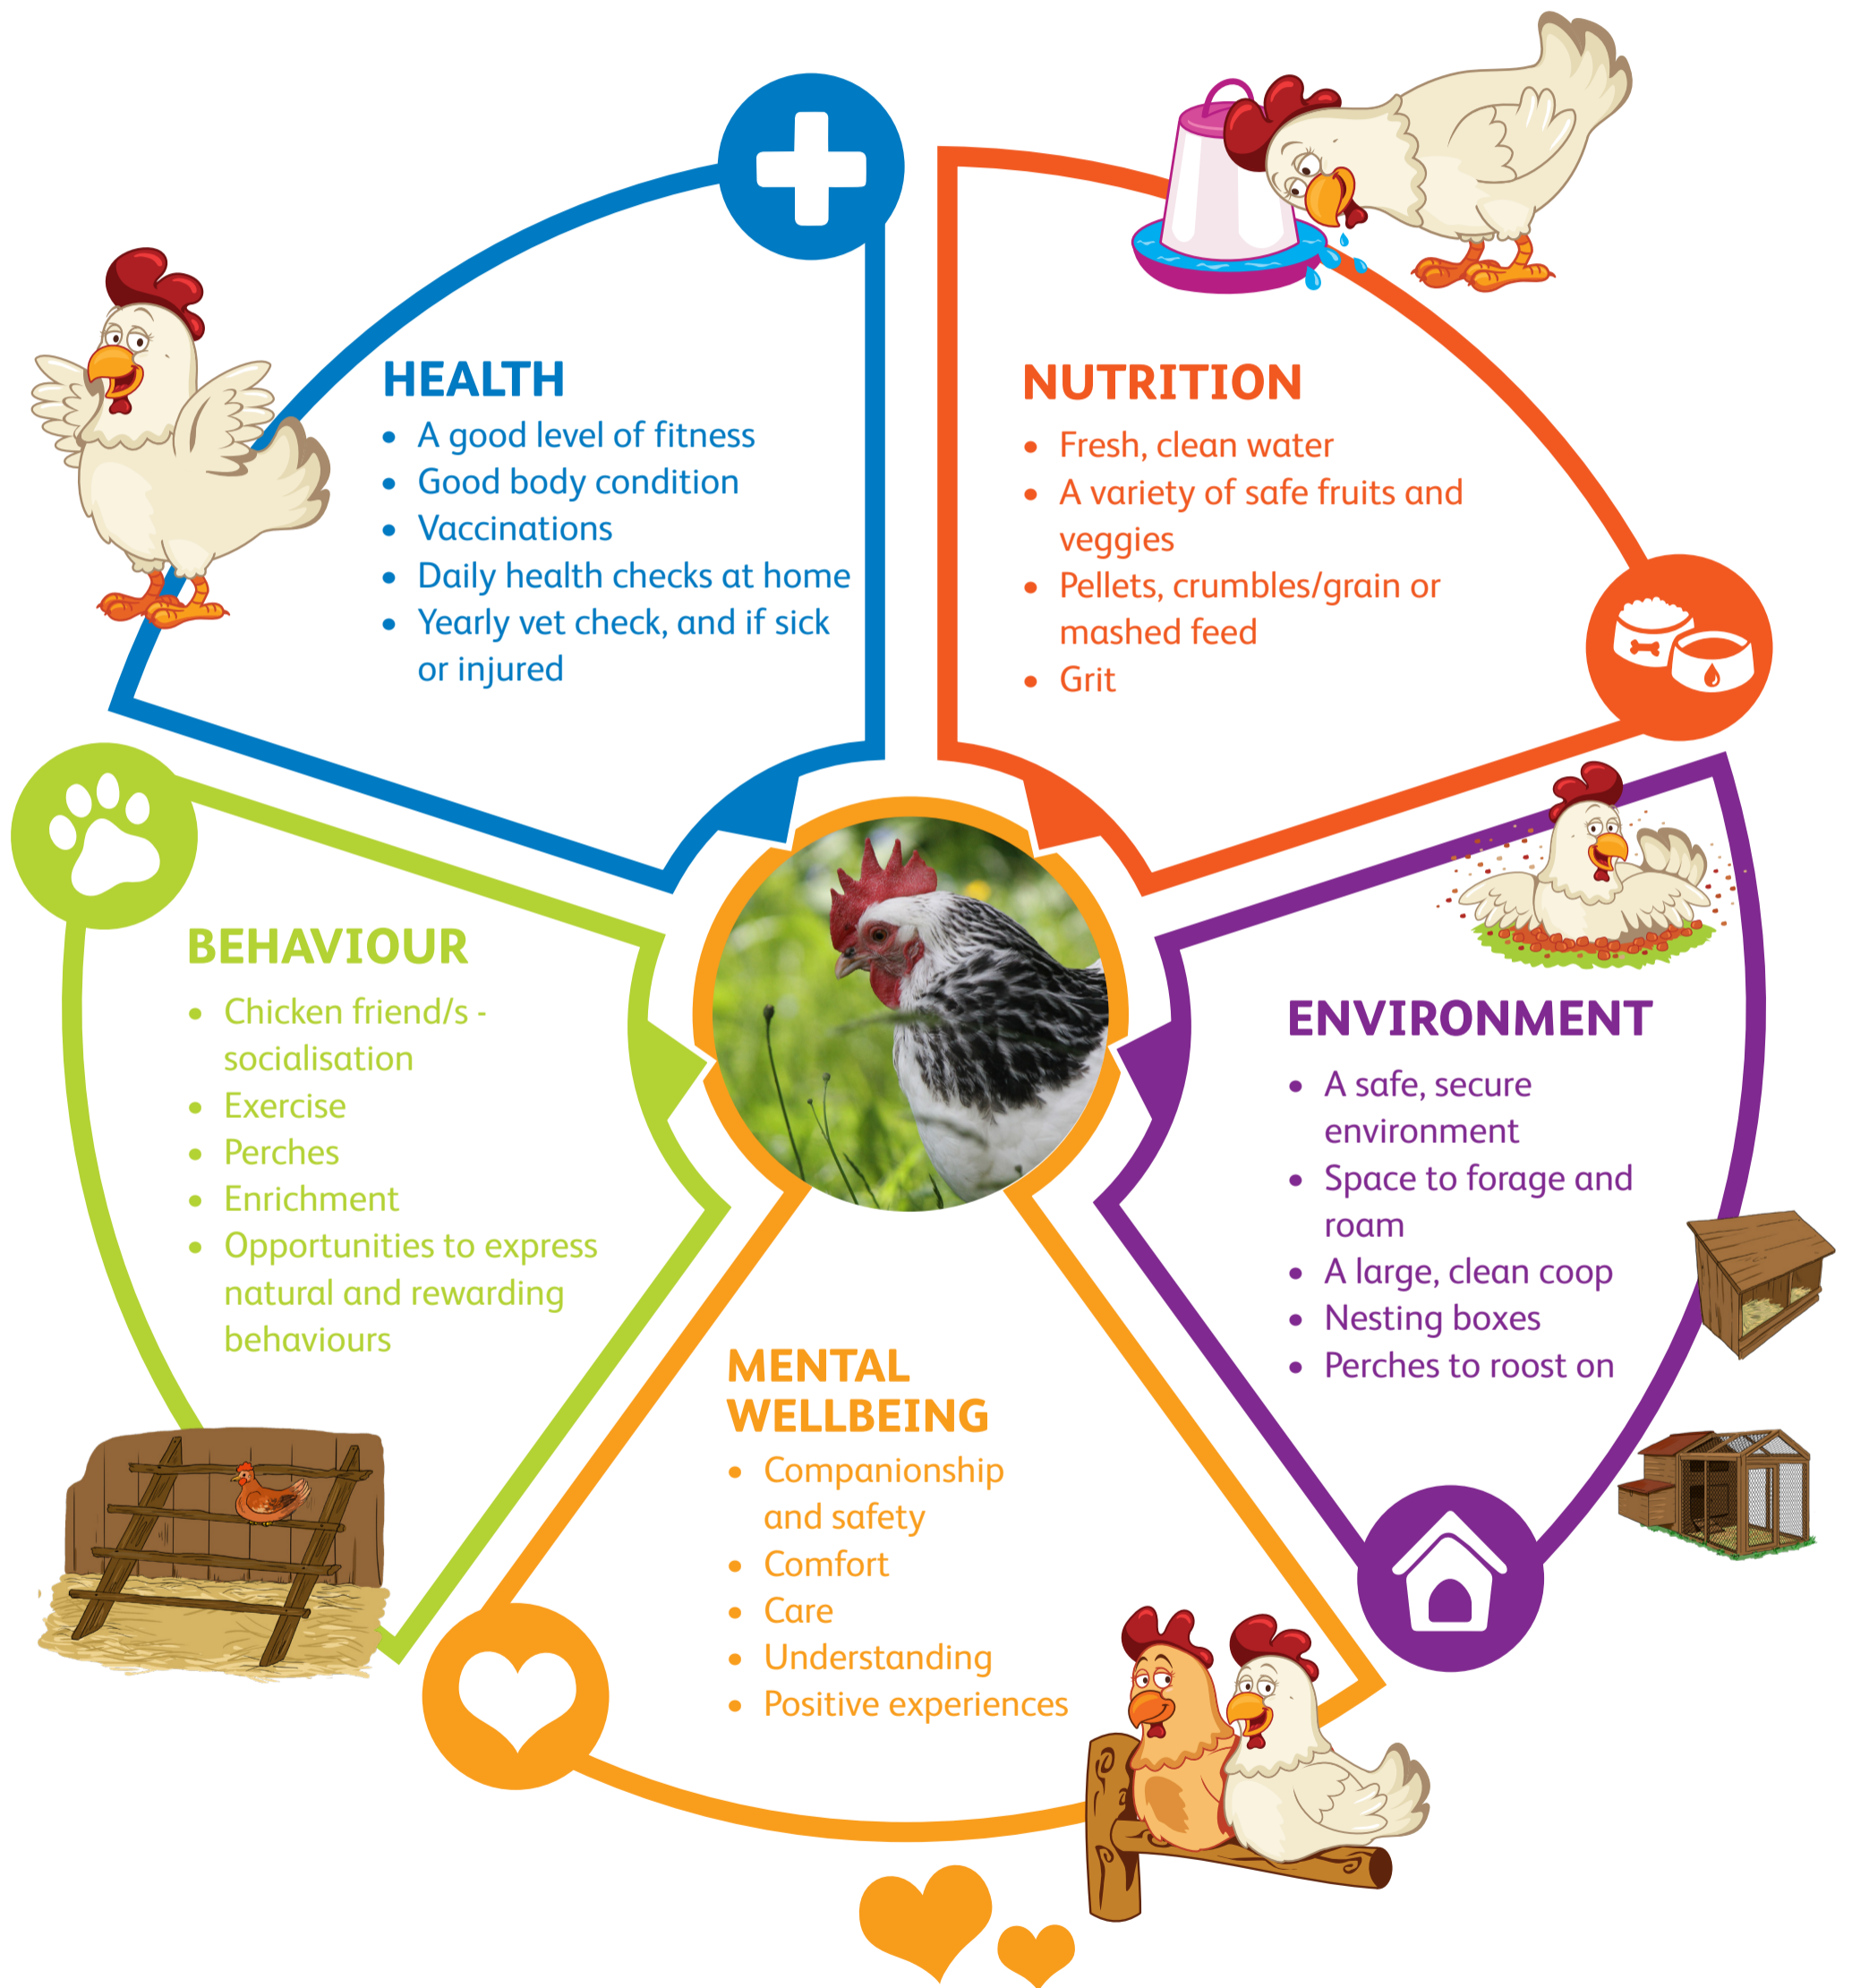 HEALTH
• A good level of fitness
• Good body condition
• Vaccinations
• Daily health checks at home
• Yearly vet check, and if sick
or injured
NUTRITION
• Fresh, clean water
• A variety of safe fruits and
veggies
• Pellets, crumbles/grain or
mashed feed
• Grit
BEHAVIOUR
• Chicken friend/s -
socialisation
• Exercise
• Perches
• Enrichment
• Opportunities to express
natural and rewarding
behaviours
ENVIRONMENT
• A safe, secure
environment
• Space to forage and
roam
• A large, clean coop
• Nesting boxes
• Perches to roost on
MENTAL
WELLBEING
• Companionship
and safety
• Comfort
• Care
• Understanding
• Positive experiences